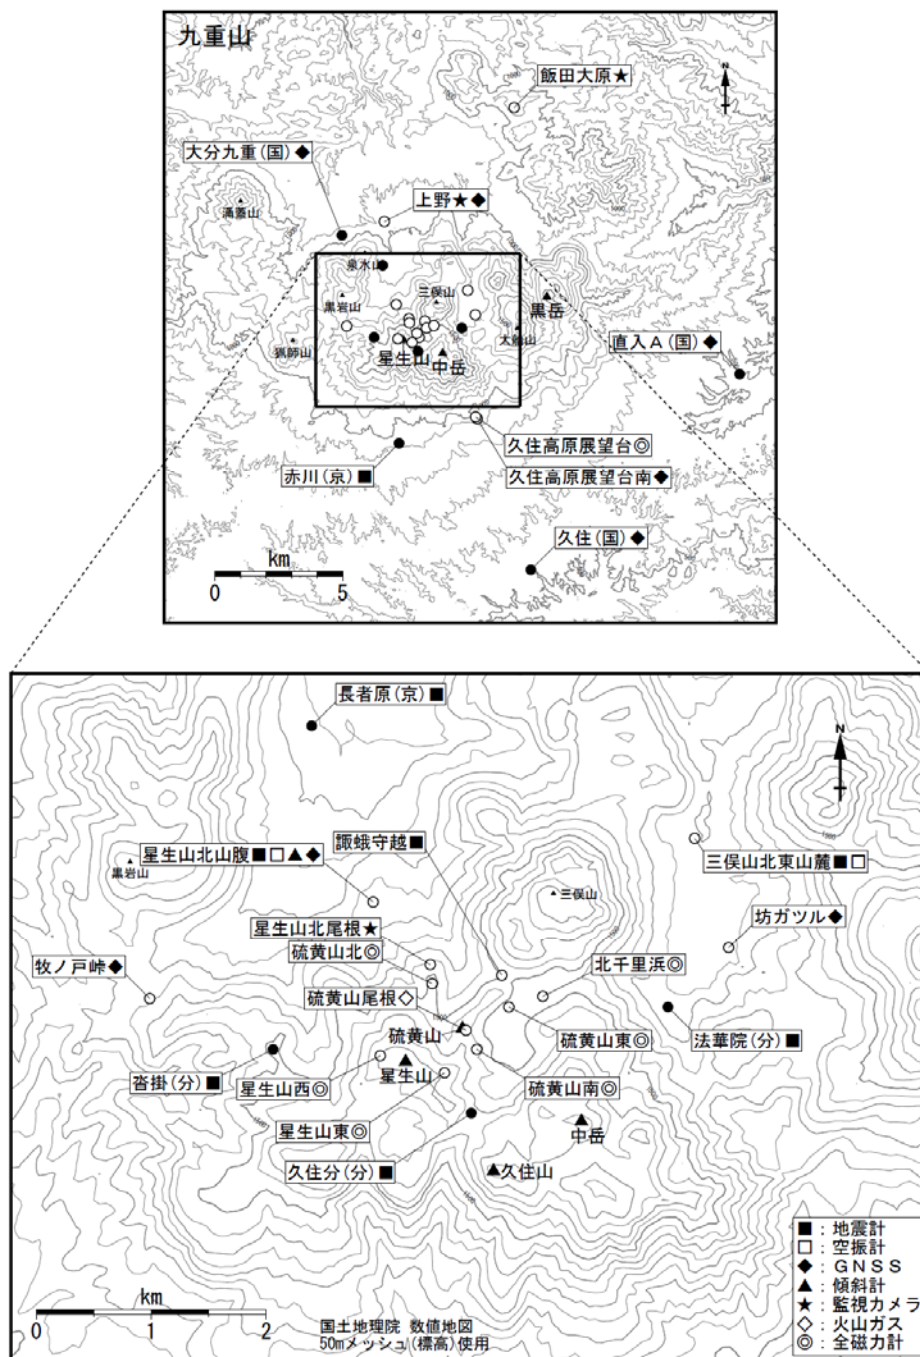 九重山
N
飯田大原★
大分九重(国)◆
上野★◆
涌蓋山
泉水山
黒岩山
三俣山
黒岳
猟師山
大船山
星生山
中岳
直入A(国)◆
久住高原展望台◎
赤川(京)■
久住高原展望台南◆
久住(国)◆
km
0 5
長者原(京)■
N
諏蛾守越■
星生山北山腹■□▲◆
三俣山北東山麓■□
黒岩山
三俣山
星生山北尾根★
坊ガツル◆
硫黄山北◎
牧ノ戸峠◆
北千里浜◎
硫黄山尾根◇
硫黄山
硫黄山東◎
法華院(分)■
沓掛(分)■
星生山西◎
星生山
硫黄山南◎
星生山東◎
中岳
久住分(分)■
久住山
km
0 1 2
国土地理院 数値地図
50mメッシュ(標高)使用
■:地震計
□:空振計
◆:GNSS
▲:傾斜計
★:監視カメラ
◇:火山ガス
◎:全磁力計